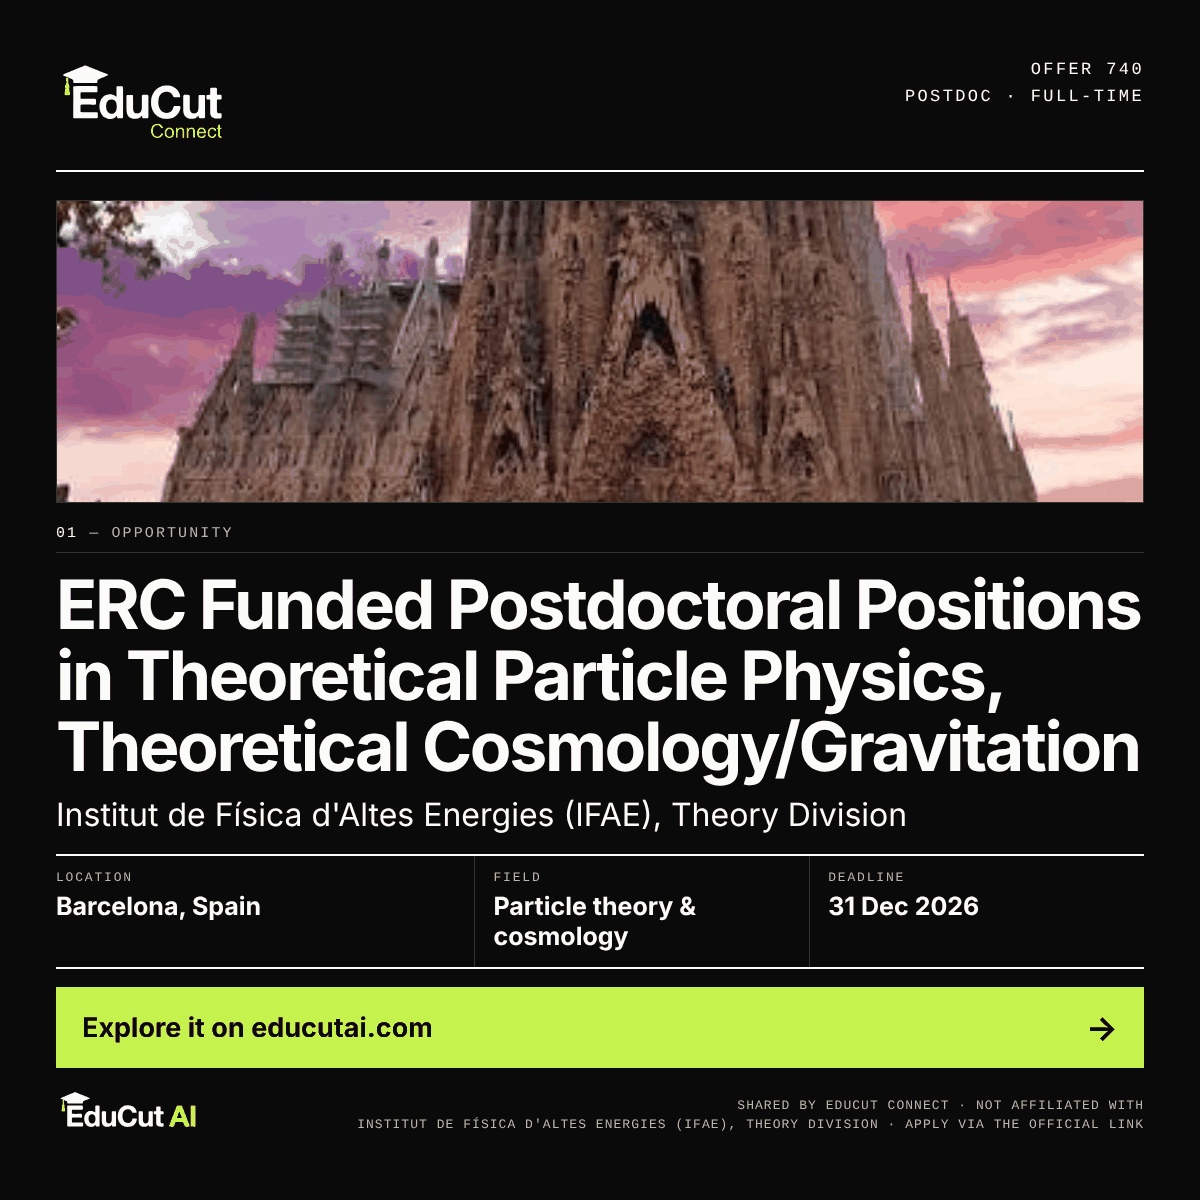 EduCut
Connect
OFFER 740
POSTDOC · FULL-TIME
01 — OPPORTUNITY
ERC Funded Postdoctoral Positions
in Theoretical Particle Physics,
Theoretical Cosmology/Gravitation
Institut de Física d'Altes Energies (IFAE), Theory Division
LOCATION
Barcelona, Spain
FIELD
Particle theory &
cosmology
DEADLINE
31 Dec 2026
Explore it on educutai.com →
EduCut AI
SHARED BY EDUCUT CONNECT · NOT AFFILIATED WITH
INSTITUT DE FÍSICA D'ALTES ENERGIES (IFAE), THEORY DIVISION · APPLY VIA THE OFFICIAL LINK